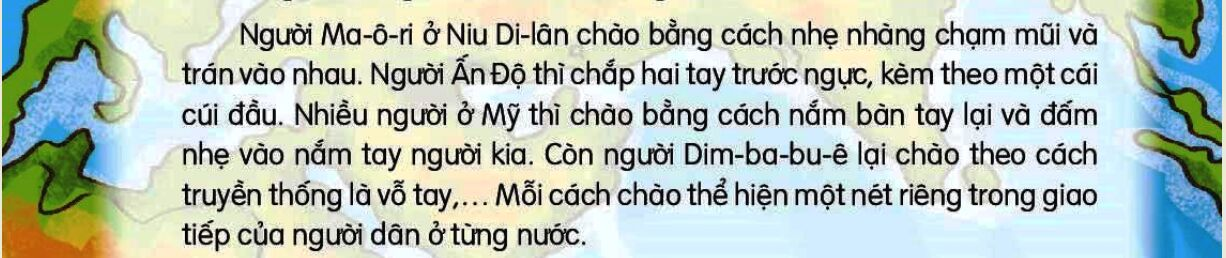 Người Ma-ô-ri ở Niu Di-lân chào bằng cách nhẹ nhàng chạm mũi và
trán vào nhau. Người Ấn Độ thì chắp hai tay trước ngực, kèm theo một cái
cúi đầu. Nhiều người ở Mỹ thì chào bằng cách nắm bàn tay lại và đấm
nhẹ vào nắm tay người kia. Còn người Dim-ba-bu-ê lại chào theo cách
truyền thống là vỗ tay,... Mỗi cách chào thể hiện một nét riêng trong giao
tiếp của người dân ở từng nước.